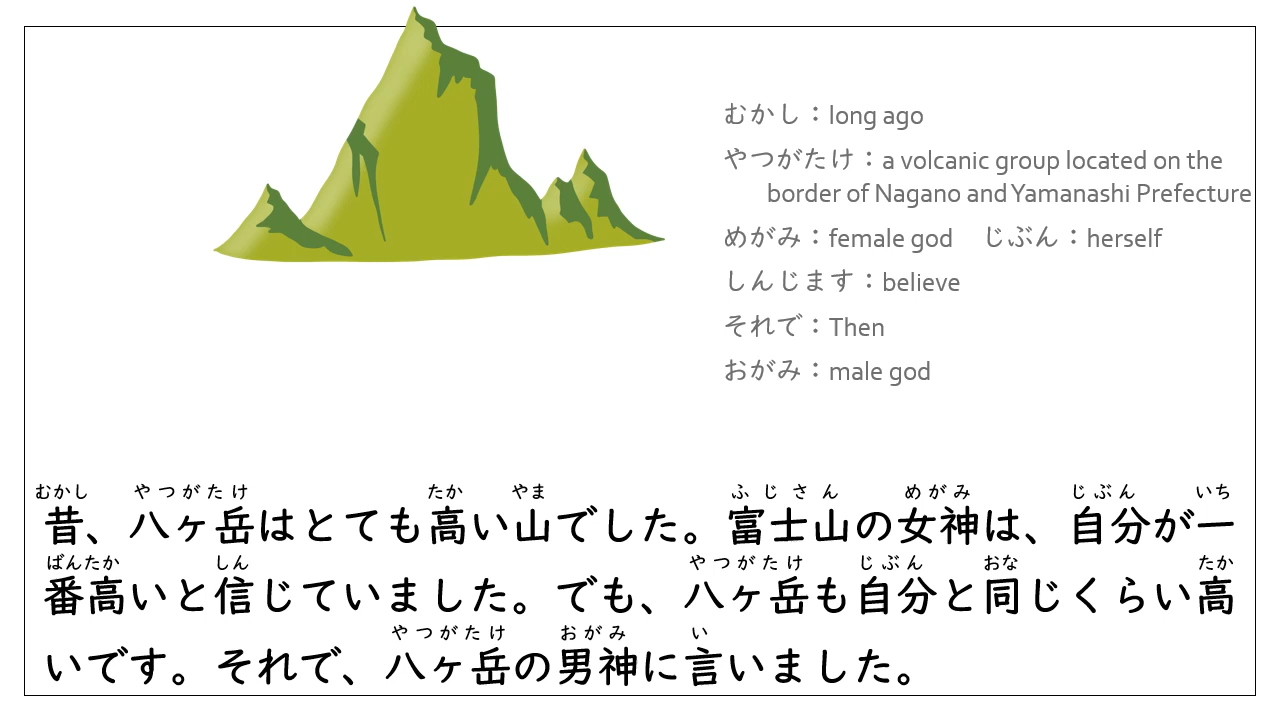 むかし：long ago
やつがたけ：a volcanic group located on the
border of Nagano and Yamanashi Prefecture
めがみ：female god　じぶん：herself
しんじます：believe
それで：Then
おがみ：male god
むかし やつがたけ たか やま ふじさん めがみ じぶん いち
昔、八ヶ岳はとても高い山でした。富士山の女神は、自分が一
ばんたか しん やつがたけ じぶん おな たか
番高いと信じていました。でも、八ヶ岳も自分と同じくらい高
やつがたけ おがみ い
いです。それで、八ヶ岳の男神に言いました。